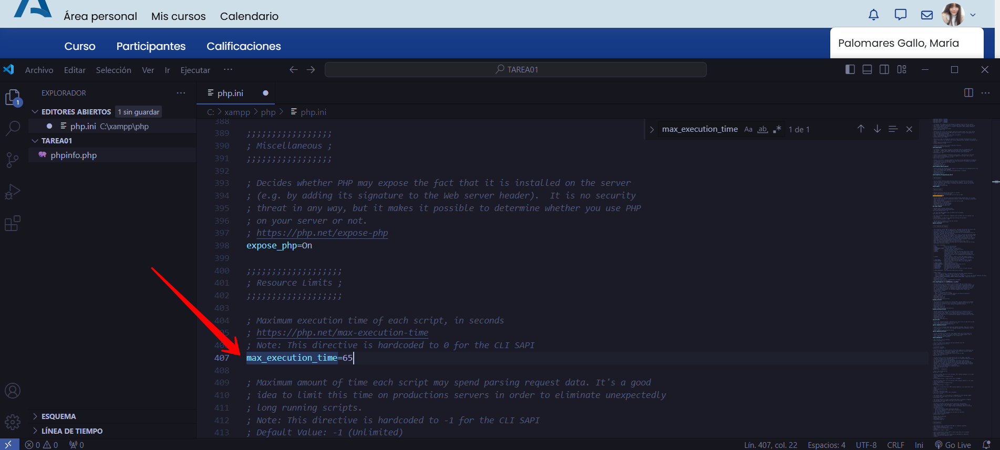 Área personal Mis cursos Calendario
Curso Participantes Calificaciones
Palomares Gallo, María
Archivo Editar Selección Ver Ir Ejecutar ··· TAREA01
EXPLORADOR ···
php.ini
EDITORES ABIERTOS 1 sin guardar
php.ini C:\xampp\php
TAREA01
phpinfo.php
ESQUEMA
LÍNEA DE TIEMPO
C: > xampp > php > php.ini
max_execution_time Aa ab 1 de 1
388
389 ;;;;;;;;;;;;;;;;;
390 ; Miscellaneous ;
391 ;;;;;;;;;;;;;;;;;
392
393 ; Decides whether PHP may expose the fact that it is installed on the server
394 ; (e.g. by adding its signature to the Web server header).  It is no security
395 ; threat in any way, but it makes it possible to determine whether you use PHP
396 ; on your server or not.
397 ; https://php.net/expose-php
398 expose_php=On
399
400 ;;;;;;;;;;;;;;;;;;;
401 ; Resource Limits ;
402 ;;;;;;;;;;;;;;;;;;;
403
404 ; Maximum execution time of each script, in seconds
405 ; https://php.net/max-execution-time
406 ; Note: This directive is hardcoded to 0 for the CLI SAPI
407 max_execution_time=65
408
409 ; Maximum amount of time each script may spend parsing request data. It's a good
410 ; idea to limit this time on productions servers in order to eliminate unexpectedly
411 ; long running scripts.
412 ; Note: This directive is hardcoded to -1 for the CLI SAPI
413 ; Default Value: -1 (Unlimited)
0 0 0 Lín. 407, col. 22 Espacios: 4 UTF-8 CRLF Ini Go Live